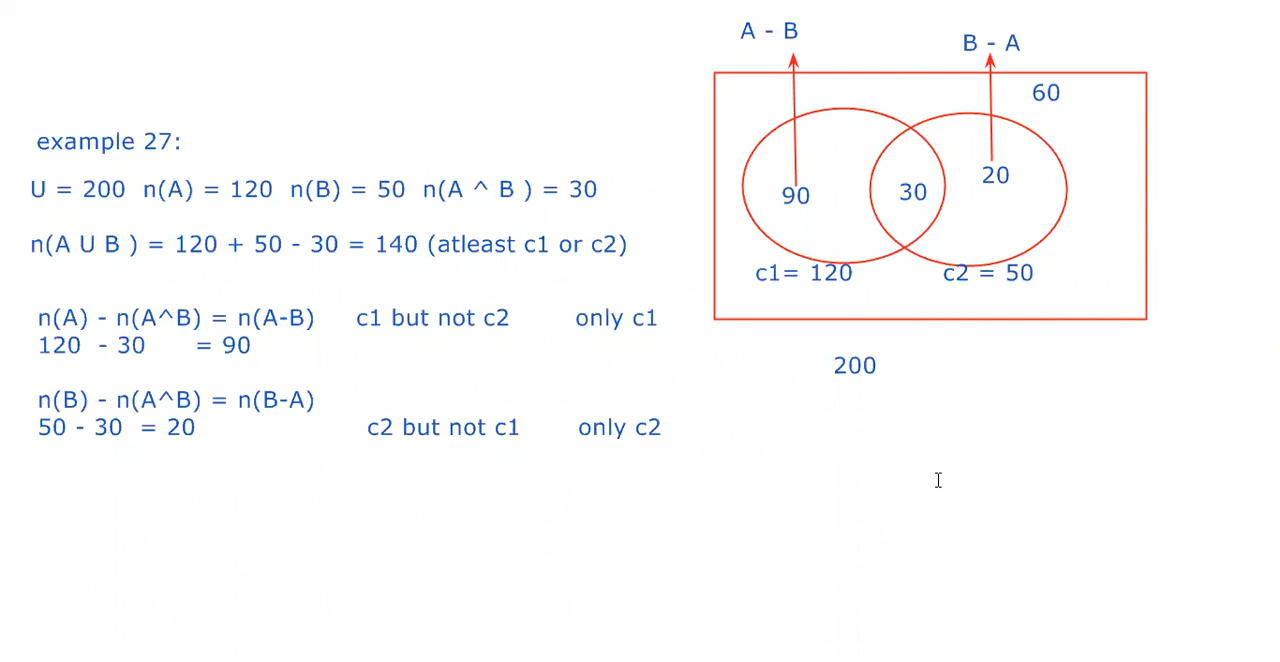 A - B
B - A
60
example 27:
U = 200 n(A) = 120 n(B) = 50 n(A ^ B ) = 30
90
30
20
n(A U B ) = 120 + 50 - 30 = 140 (atleast c1 or c2)
c1= 120
c2 = 50
n(A) - n(A^B) = n(A-B) c1 but not c2 only c1
120 - 30 = 90
200
n(B) - n(A^B) = n(B-A)
50 - 30 = 20 c2 but not c1 only c2